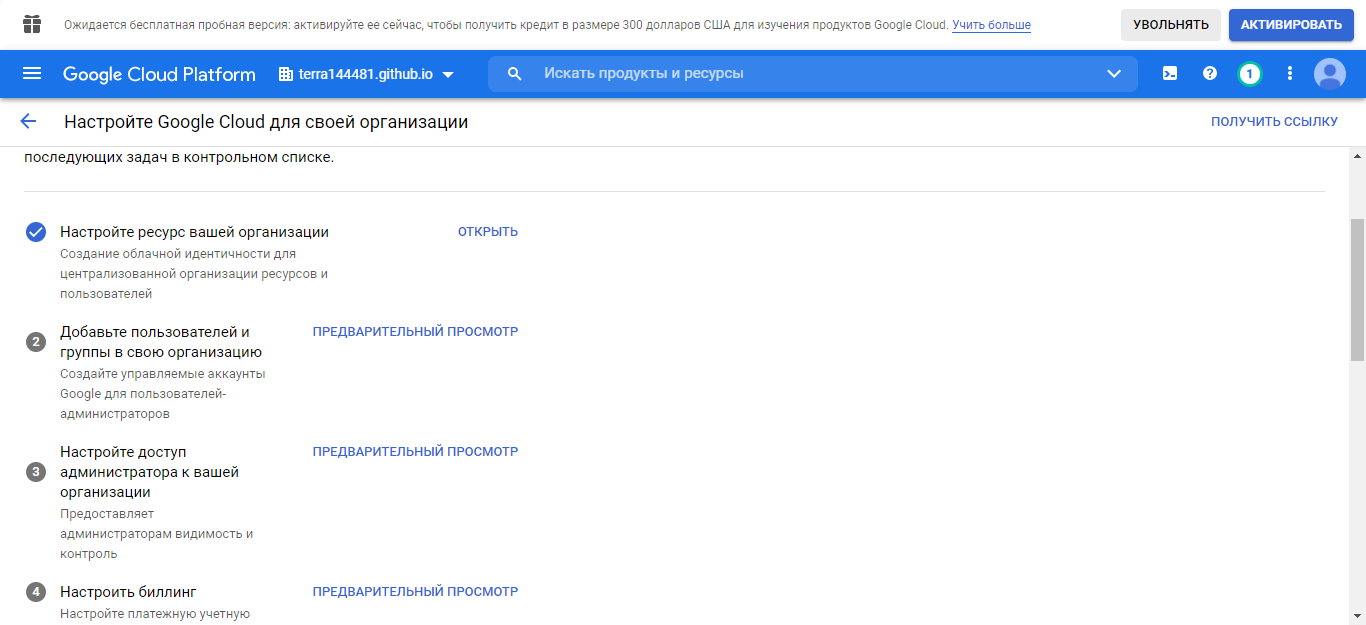 Ожидается бесплатная пробная версия: активируйте ее сейчас, чтобы получить кредит в размере 300 долларов США для изучения продуктов Google Cloud. Учить больше
УВОЛЬНЯТЬ
АКТИВИРОВАТЬ
Google Cloud Platform
terra144481.github.io
Искать продукты и ресурсы
1
Настройте Google Cloud для своей организации
ПОЛУЧИТЬ ССЫЛКУ
последующих задач в контрольном списке.
Настройте ресурс вашей организации
ОТКРЫТЬ
Создание облачной идентичности для
централизованной организации ресурсов и
пользователей
2
Добавьте пользователей и
группы в свою организацию
ПРЕДВАРИТЕЛЬНЫЙ ПРОСМОТР
Создайте управляемые аккаунты
Google для пользователей-
администраторов
3
Настройте доступ
администратора к вашей
организации
ПРЕДВАРИТЕЛЬНЫЙ ПРОСМОТР
Предоставляет
администраторам видимость и
контроль
4
Настроить биллинг
ПРЕДВАРИТЕЛЬНЫЙ ПРОСМОТР
Настройте платежную учетную